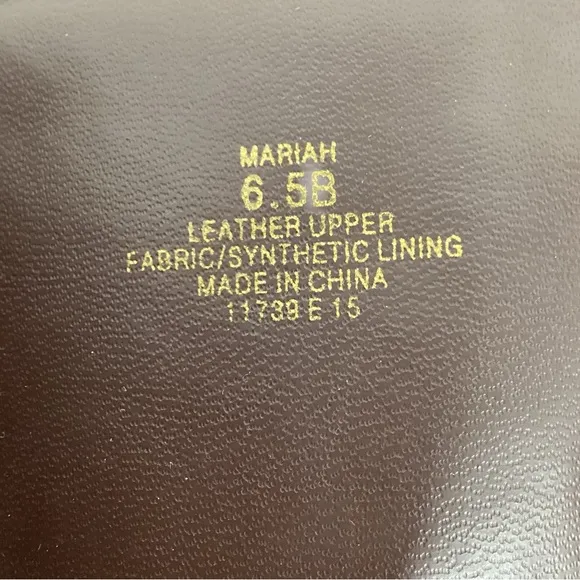 MARIAH
6.5B
LEATHER UPPER
FABRIC/SYNTHETIC LINING
MADE IN CHINA
11739 E 15